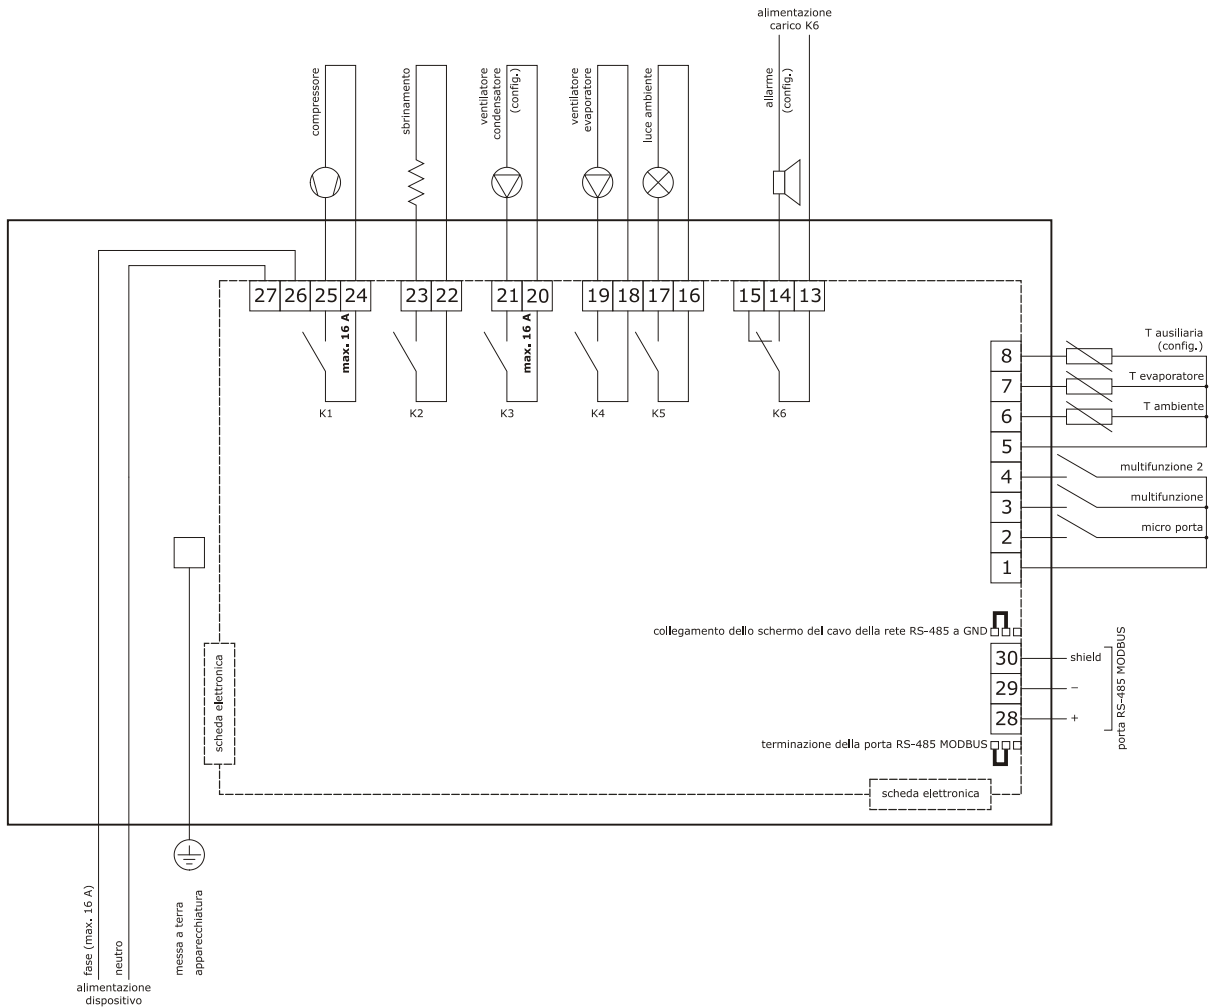 alimentazione
carico K6
compressore
sbrinamento
ventilatore
condensatore
(config.)
ventilatore
evaporatore
luce ambiente
allarme
(config.)
27 26 25 24 23 22 21 20 19 18 17 16 15 14 13
max. 16 A
max. 16 A
K1 K2 K3 K4 K5 K6
T ausiliaria
(config.)
8
T evaporatore
7
T ambiente
6
5
multifunzione 2
4
multifunzione
3
micro porta
2
1
collegamento dello schermo del cavo della rete RS-485 a GND
30 shield
29 −
28 +
porta RS-485 MODBUS
terminazione della porta RS-485 MODBUS
scheda elettronica
scheda elettronica
fase (max. 16 A)
neutro
alimentazione
dispositivo
messa a terra
apparecchiatura